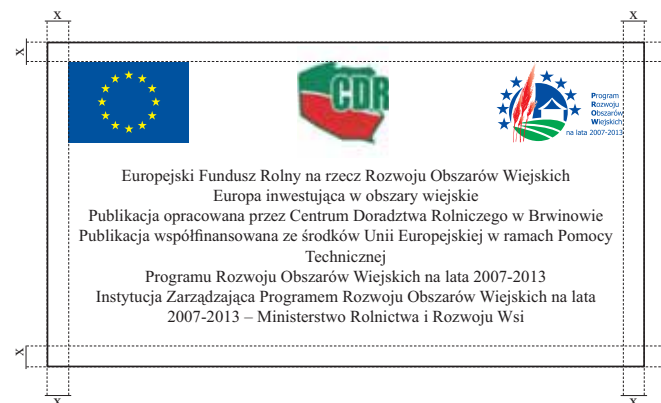 x x
x
CDR
Program
Rozwoju
Obszarów
Wiejskich
na lata 2007-2013
Europejski Fundusz Rolny na rzecz Rozwoju Obszarów Wiejskich
Europa inwestująca w obszary wiejskie
Publikacja opracowana przez Centrum Doradztwa Rolniczego w Brwinowie
Publikacja współfinansowana ze środków Unii Europejskiej w ramach Pomocy
Technicznej
Programu Rozwoju Obszarów Wiejskich na lata 2007-2013
Instytucja Zarządzająca Programem Rozwoju Obszarów Wiejskich na lata
2007-2013 – Ministerstwo Rolnictwa i Rozwoju Wsi
x
x x